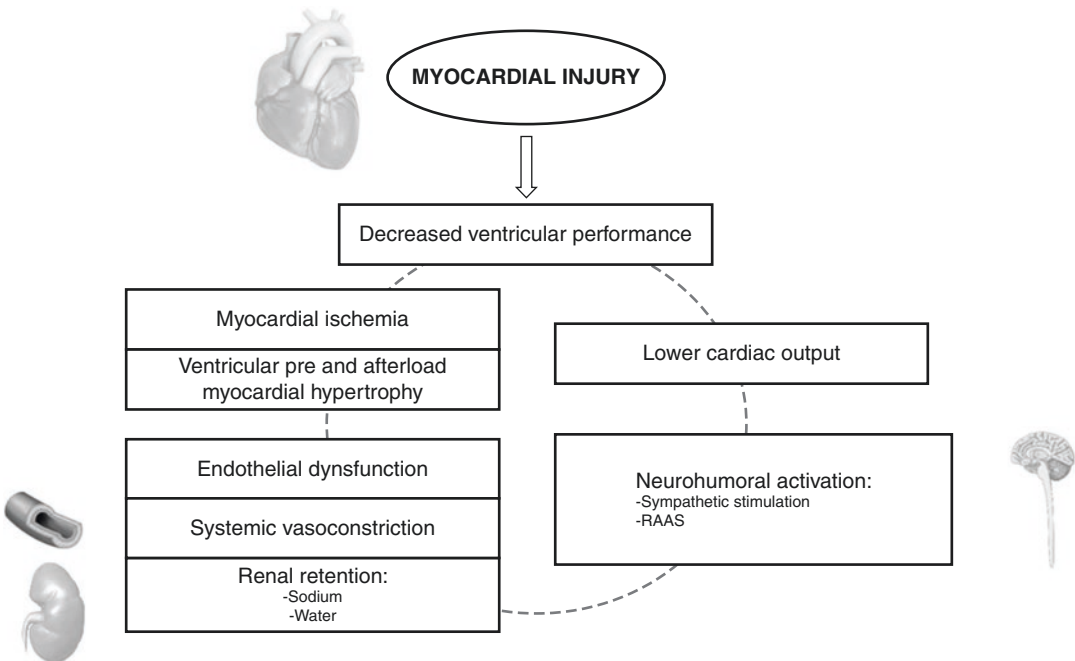 MYOCARDIAL INJURY
Decreased ventricular performance
Myocardial ischemia
Ventricular pre and afterload
myocardial hypertrophy
Lower cardiac output
Endothelial dynsfunction
Systemic vasoconstriction
Renal retention:
-Sodium
-Water
Neurohumoral activation:
-Sympathetic stimulation
-RAAS